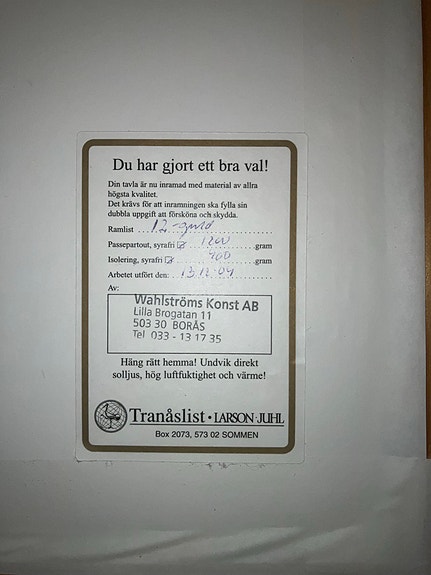 Du har gjort ett bra val!
Din tavla är nu inramad med material av allra
högsta kvalitet.
Det krävs för att inramningen ska fylla sin
dubbla uppgift att försköna och skydda.
Ramlist . . . 12-guld
Passepartout, syrafri ☑ 1200 .gram
Isolering, syrafri ☑ 400 .gram
Arbetet utfört den: . . 13.12-04
Av:
Wahlströms Konst AB
Lilla Brogatan 11
503 30 BORÅS
Tel 033 - 13 17 35
Häng rätt hemma! Undvik direkt
solljus, hög luftfuktighet och värme!
Tranåslist • LARSON·JUHL
Box 2073, 573 02 SOMMEN